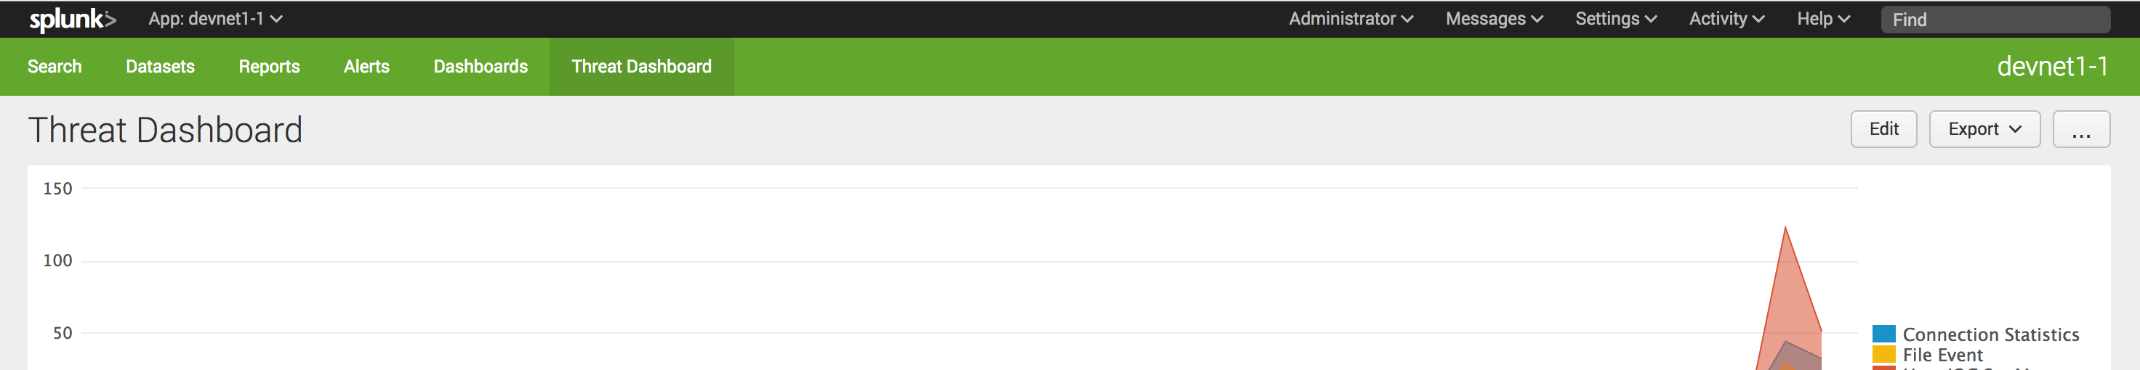 splunk> App: devnet1-1 Administrator Messages Settings Activity Help Find
Search Datasets Reports Alerts Dashboards Threat Dashboard devnet1-1
Threat Dashboard Edit Export ...
150
100
50
Connection Statistics
File Event